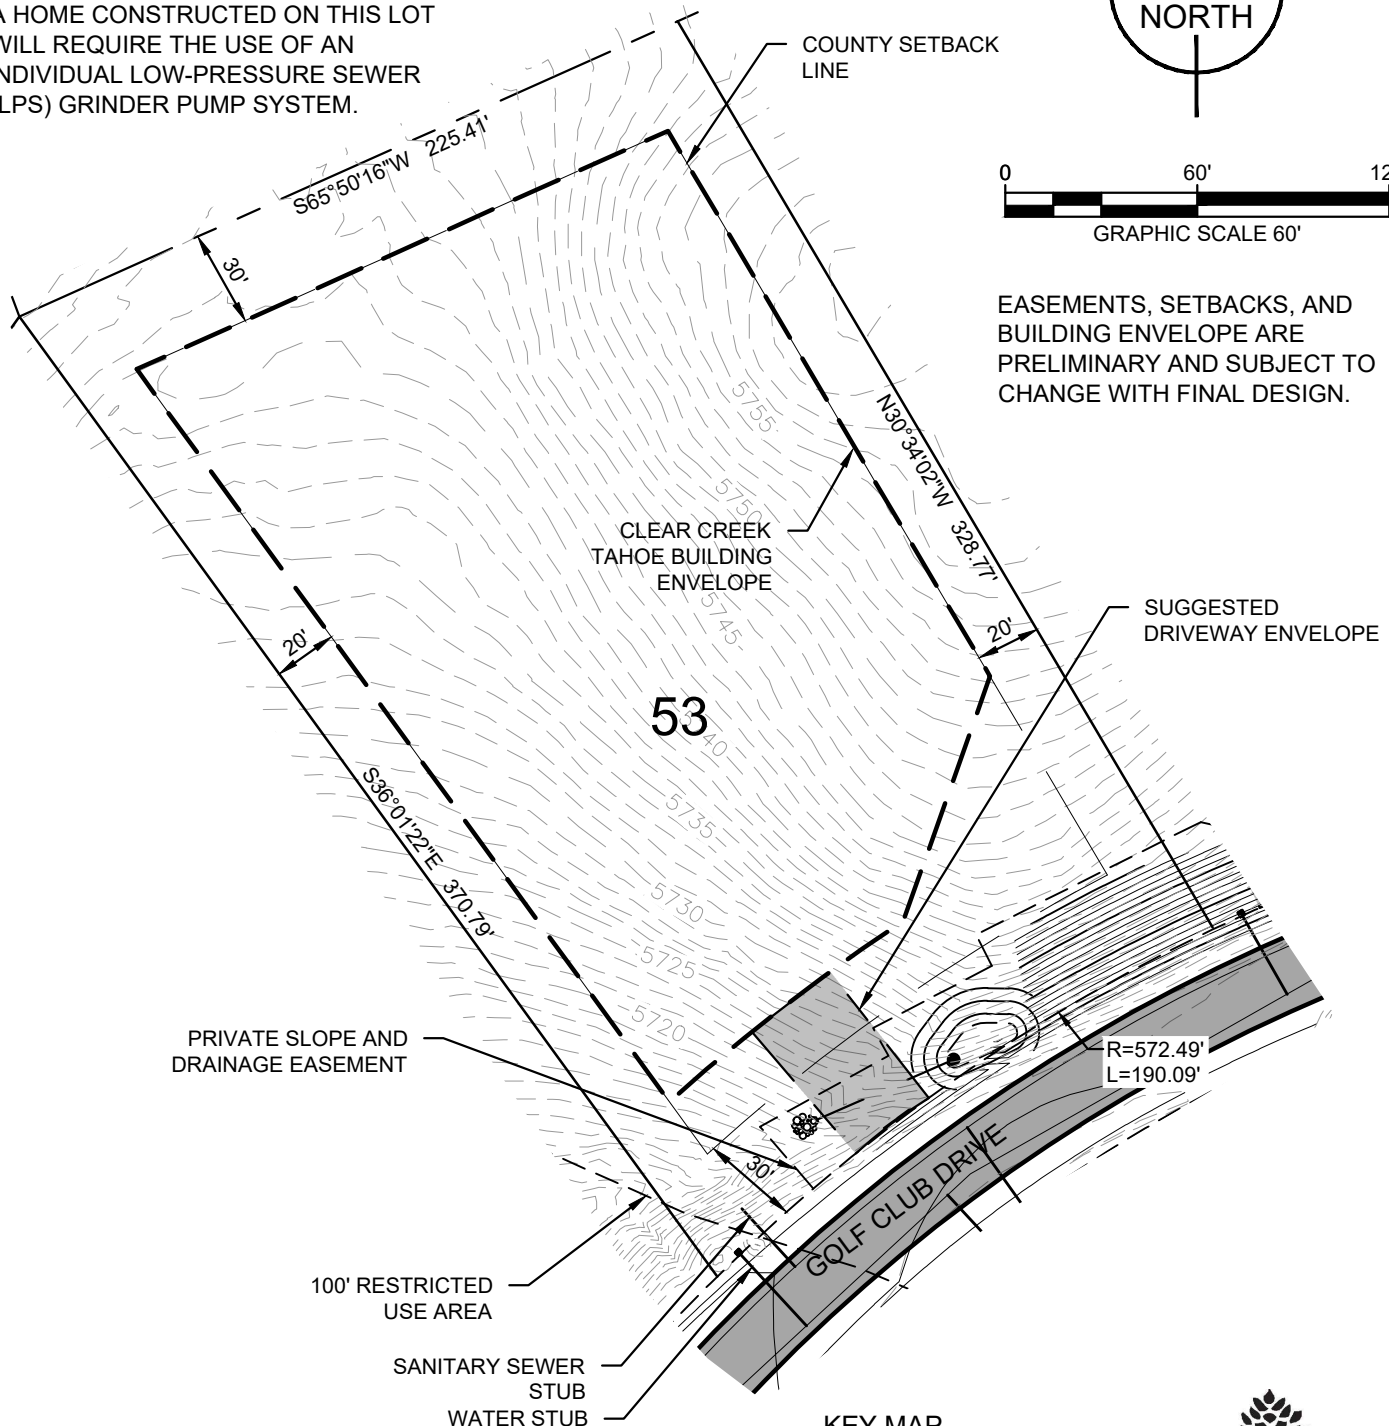 A HOME CONSTRUCTED ON THIS LOT
WILL REQUIRE THE USE OF AN
INDIVIDUAL LOW-PRESSURE SEWER
(LPS) GRINDER PUMP SYSTEM.
NORTH
COUNTY SETBACK
LINE
0 60' 12
GRAPHIC SCALE 60'
S65°50'16"W 225.41'
30'
EASEMENTS, SETBACKS, AND
BUILDING ENVELOPE ARE
PRELIMINARY AND SUBJECT TO
CHANGE WITH FINAL DESIGN.
5755
N30°34'02"W 328.77'
5750
CLEAR CREEK
TAHOE BUILDING
ENVELOPE
5745
SUGGESTED
DRIVEWAY ENVELOPE
20'
20'
53
5740
S36°01'22"E 370.79'
5735
5730
5725
5720
PRIVATE SLOPE AND
DRAINAGE EASEMENT
R=572.49'
L=190.09'
30'
GOLF CLUB DRIVE
100' RESTRICTED
USE AREA
SANITARY SEWER
STUB
WATER STUB
KEY MAP